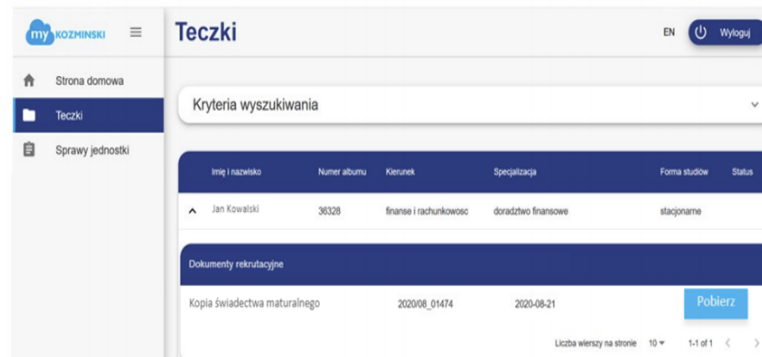 my KOZMINSKI
Teczki
EN
Wyloguj
Strona domowa
Teczki
Sprawy jednostki
Kryteria wyszukiwania
Imię i nazwisko Numer albumu Kierunek Specjalizacja Forma studiów Status
Jan Kowalski 36328 finanse i rachunkowosc doradztwo finansowe stacjonarne
Dokumenty rekrutacyjne
Kopia świadectwa maturalnego 2020/08_01474 2020-08-21 Pobierz
Liczba wierszy na stronie 10 1-1 of 1